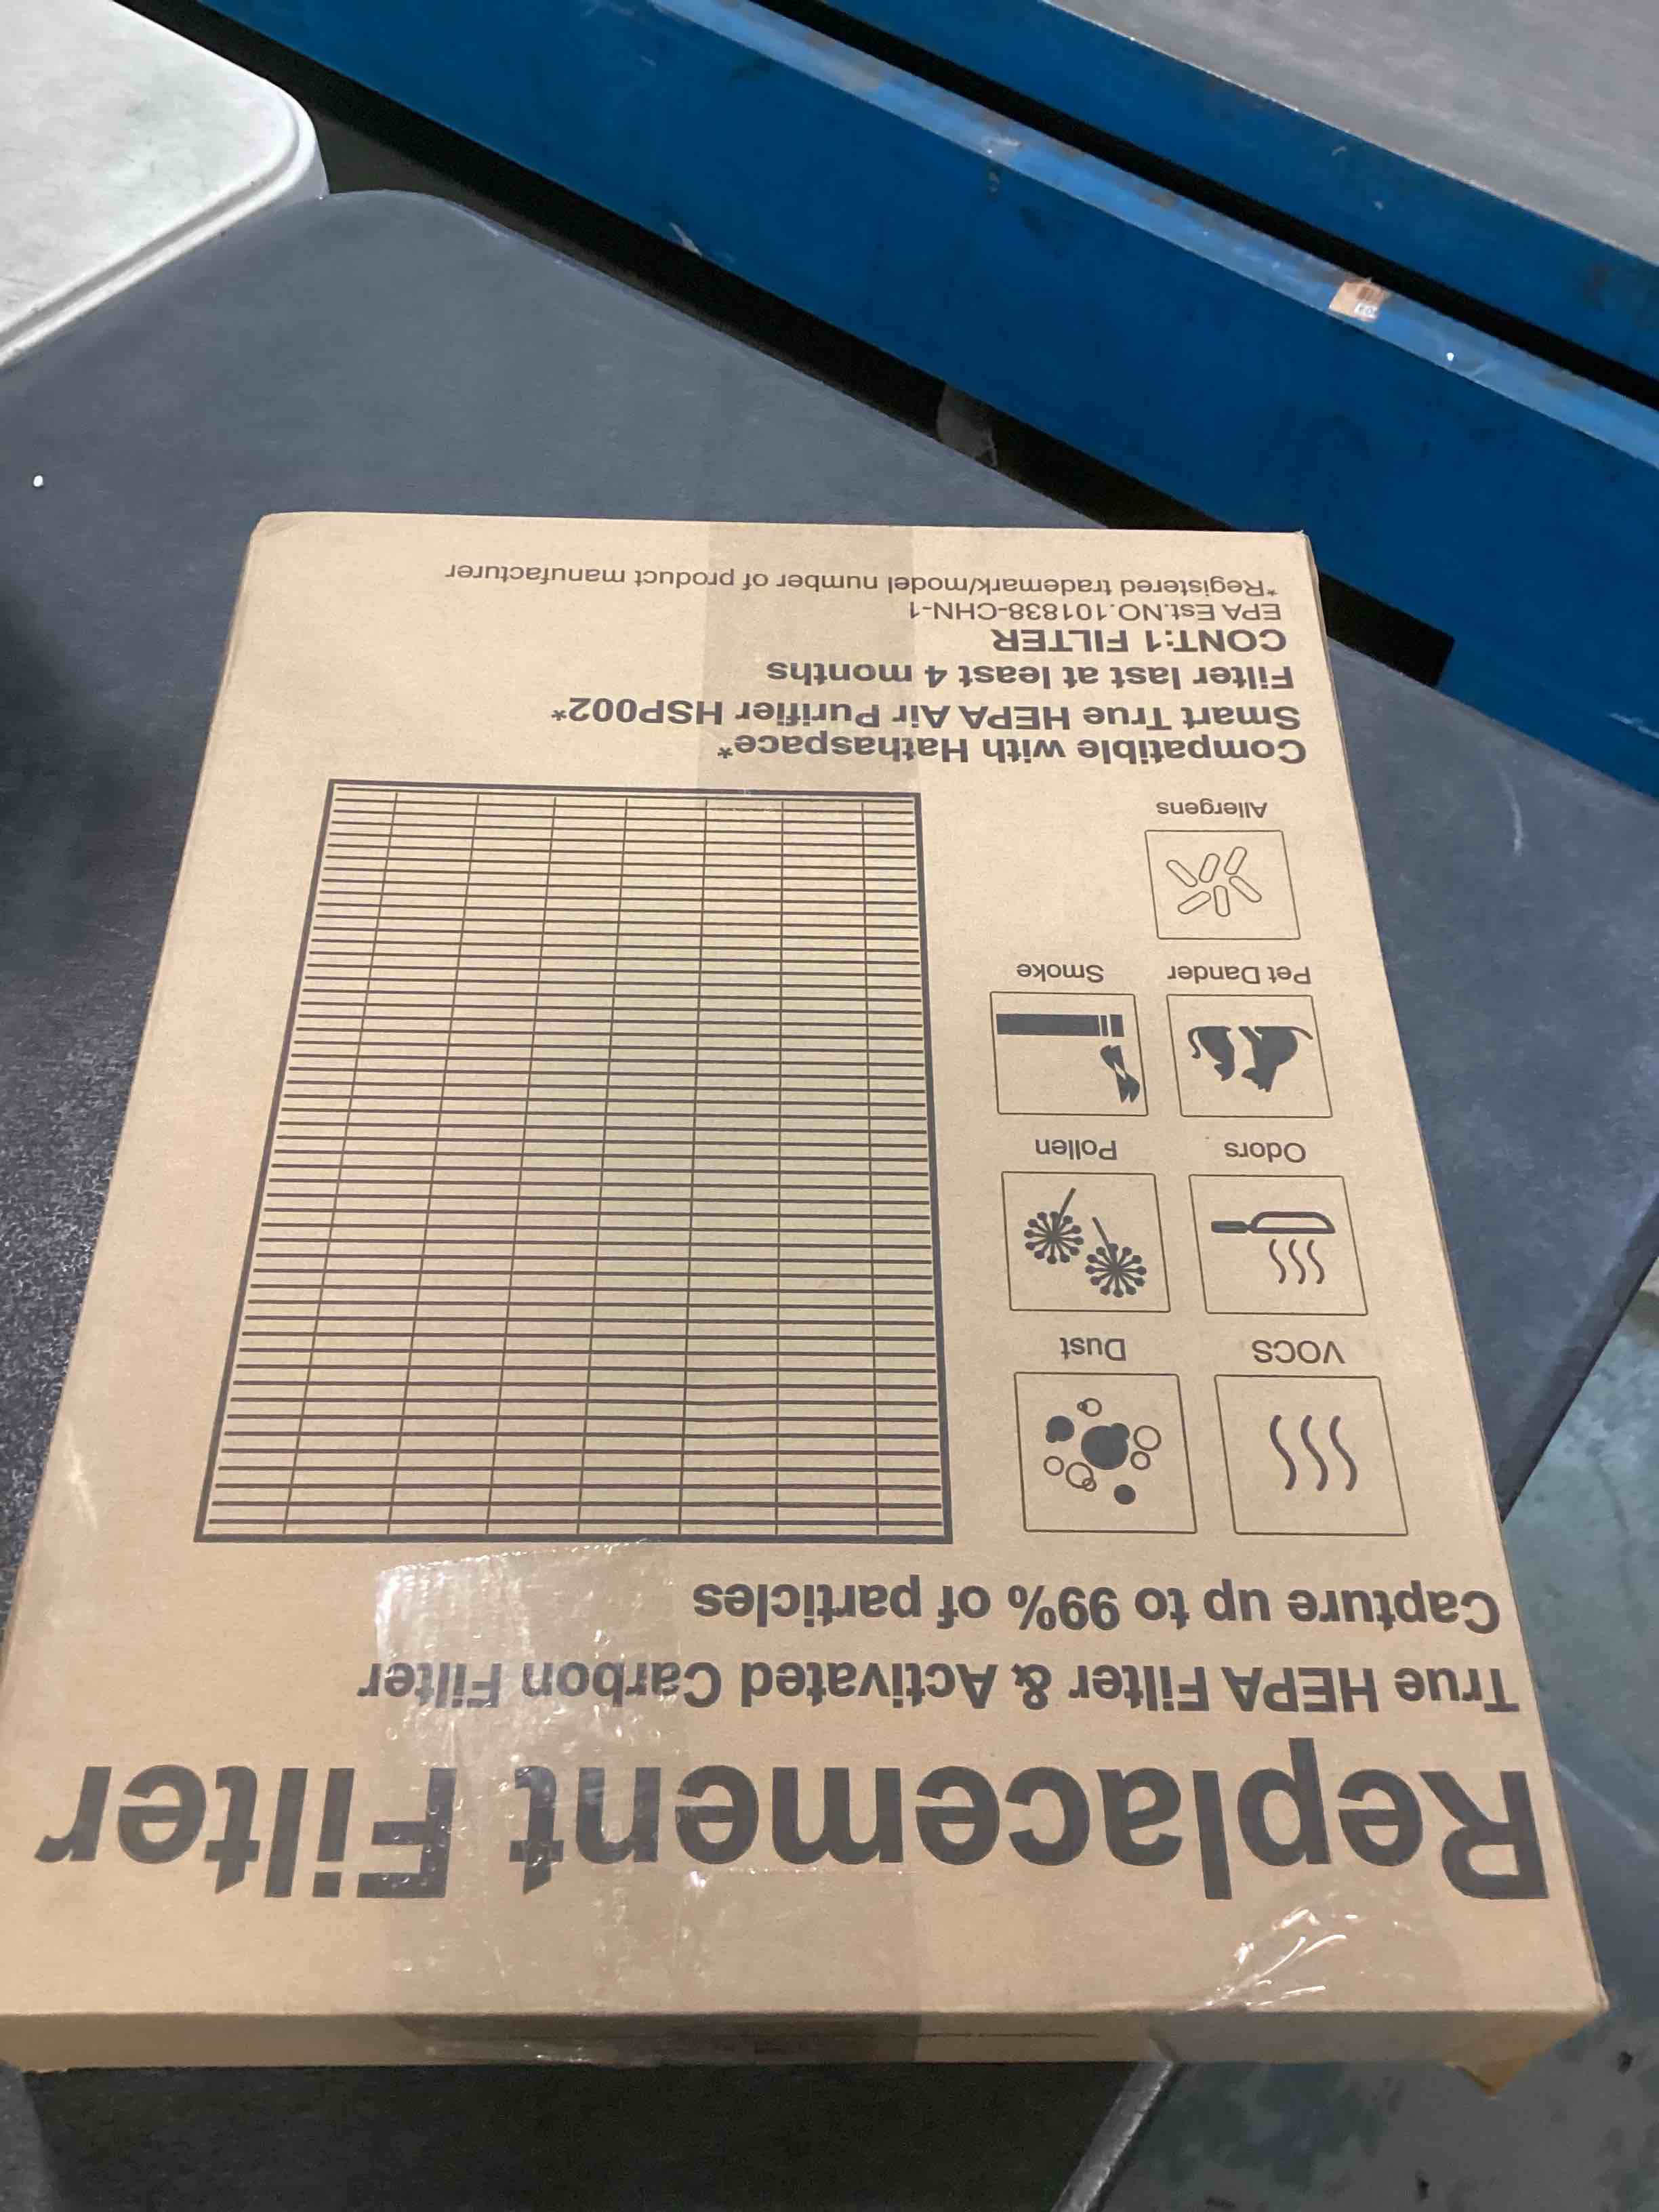 Replacement Filter
True HEPA Filter & Activated Carbon Filter
Capture up to 99% of particles
VOCS
Dust
Odors
Pollen
Pet Dander
Smoke
Allergens
Compatible with Hathaspace*
Smart True HEPA Air Purifier HSP002*
Filter last at least 4 months
CONT:1 FILTER
EPA Est.NO.101838-CHN-1
*Registered trademark/model number of product manufacturer